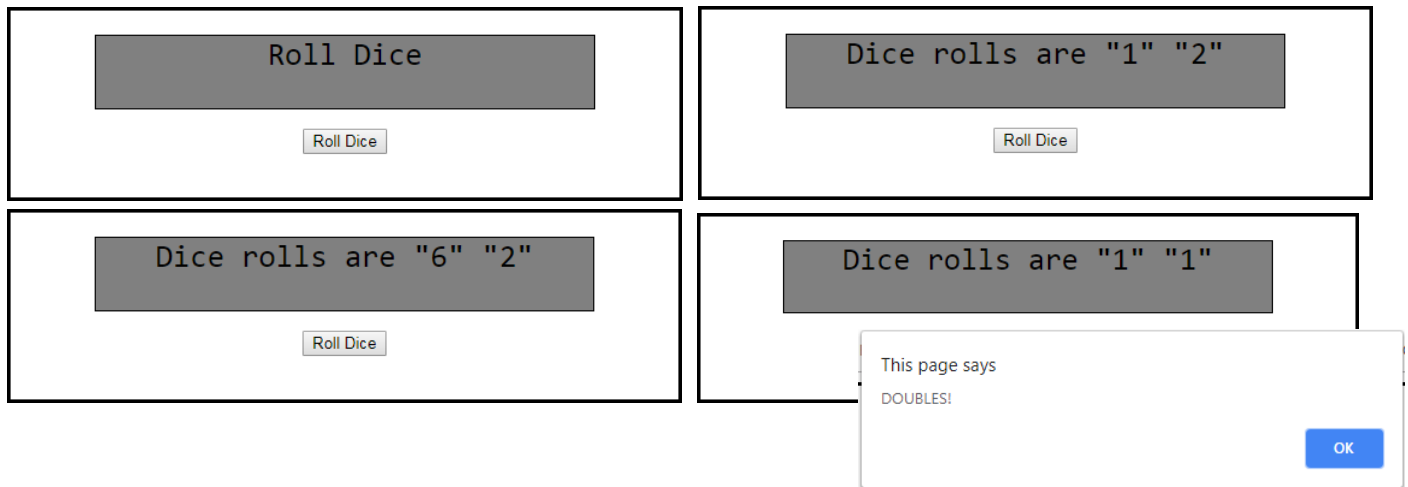 Roll Dice
Roll Dice
Dice rolls are "1" "2"
Roll Dice
Dice rolls are "6" "2"
Roll Dice
Dice rolls are "1" "1"
This page says
DOUBLES!
OK